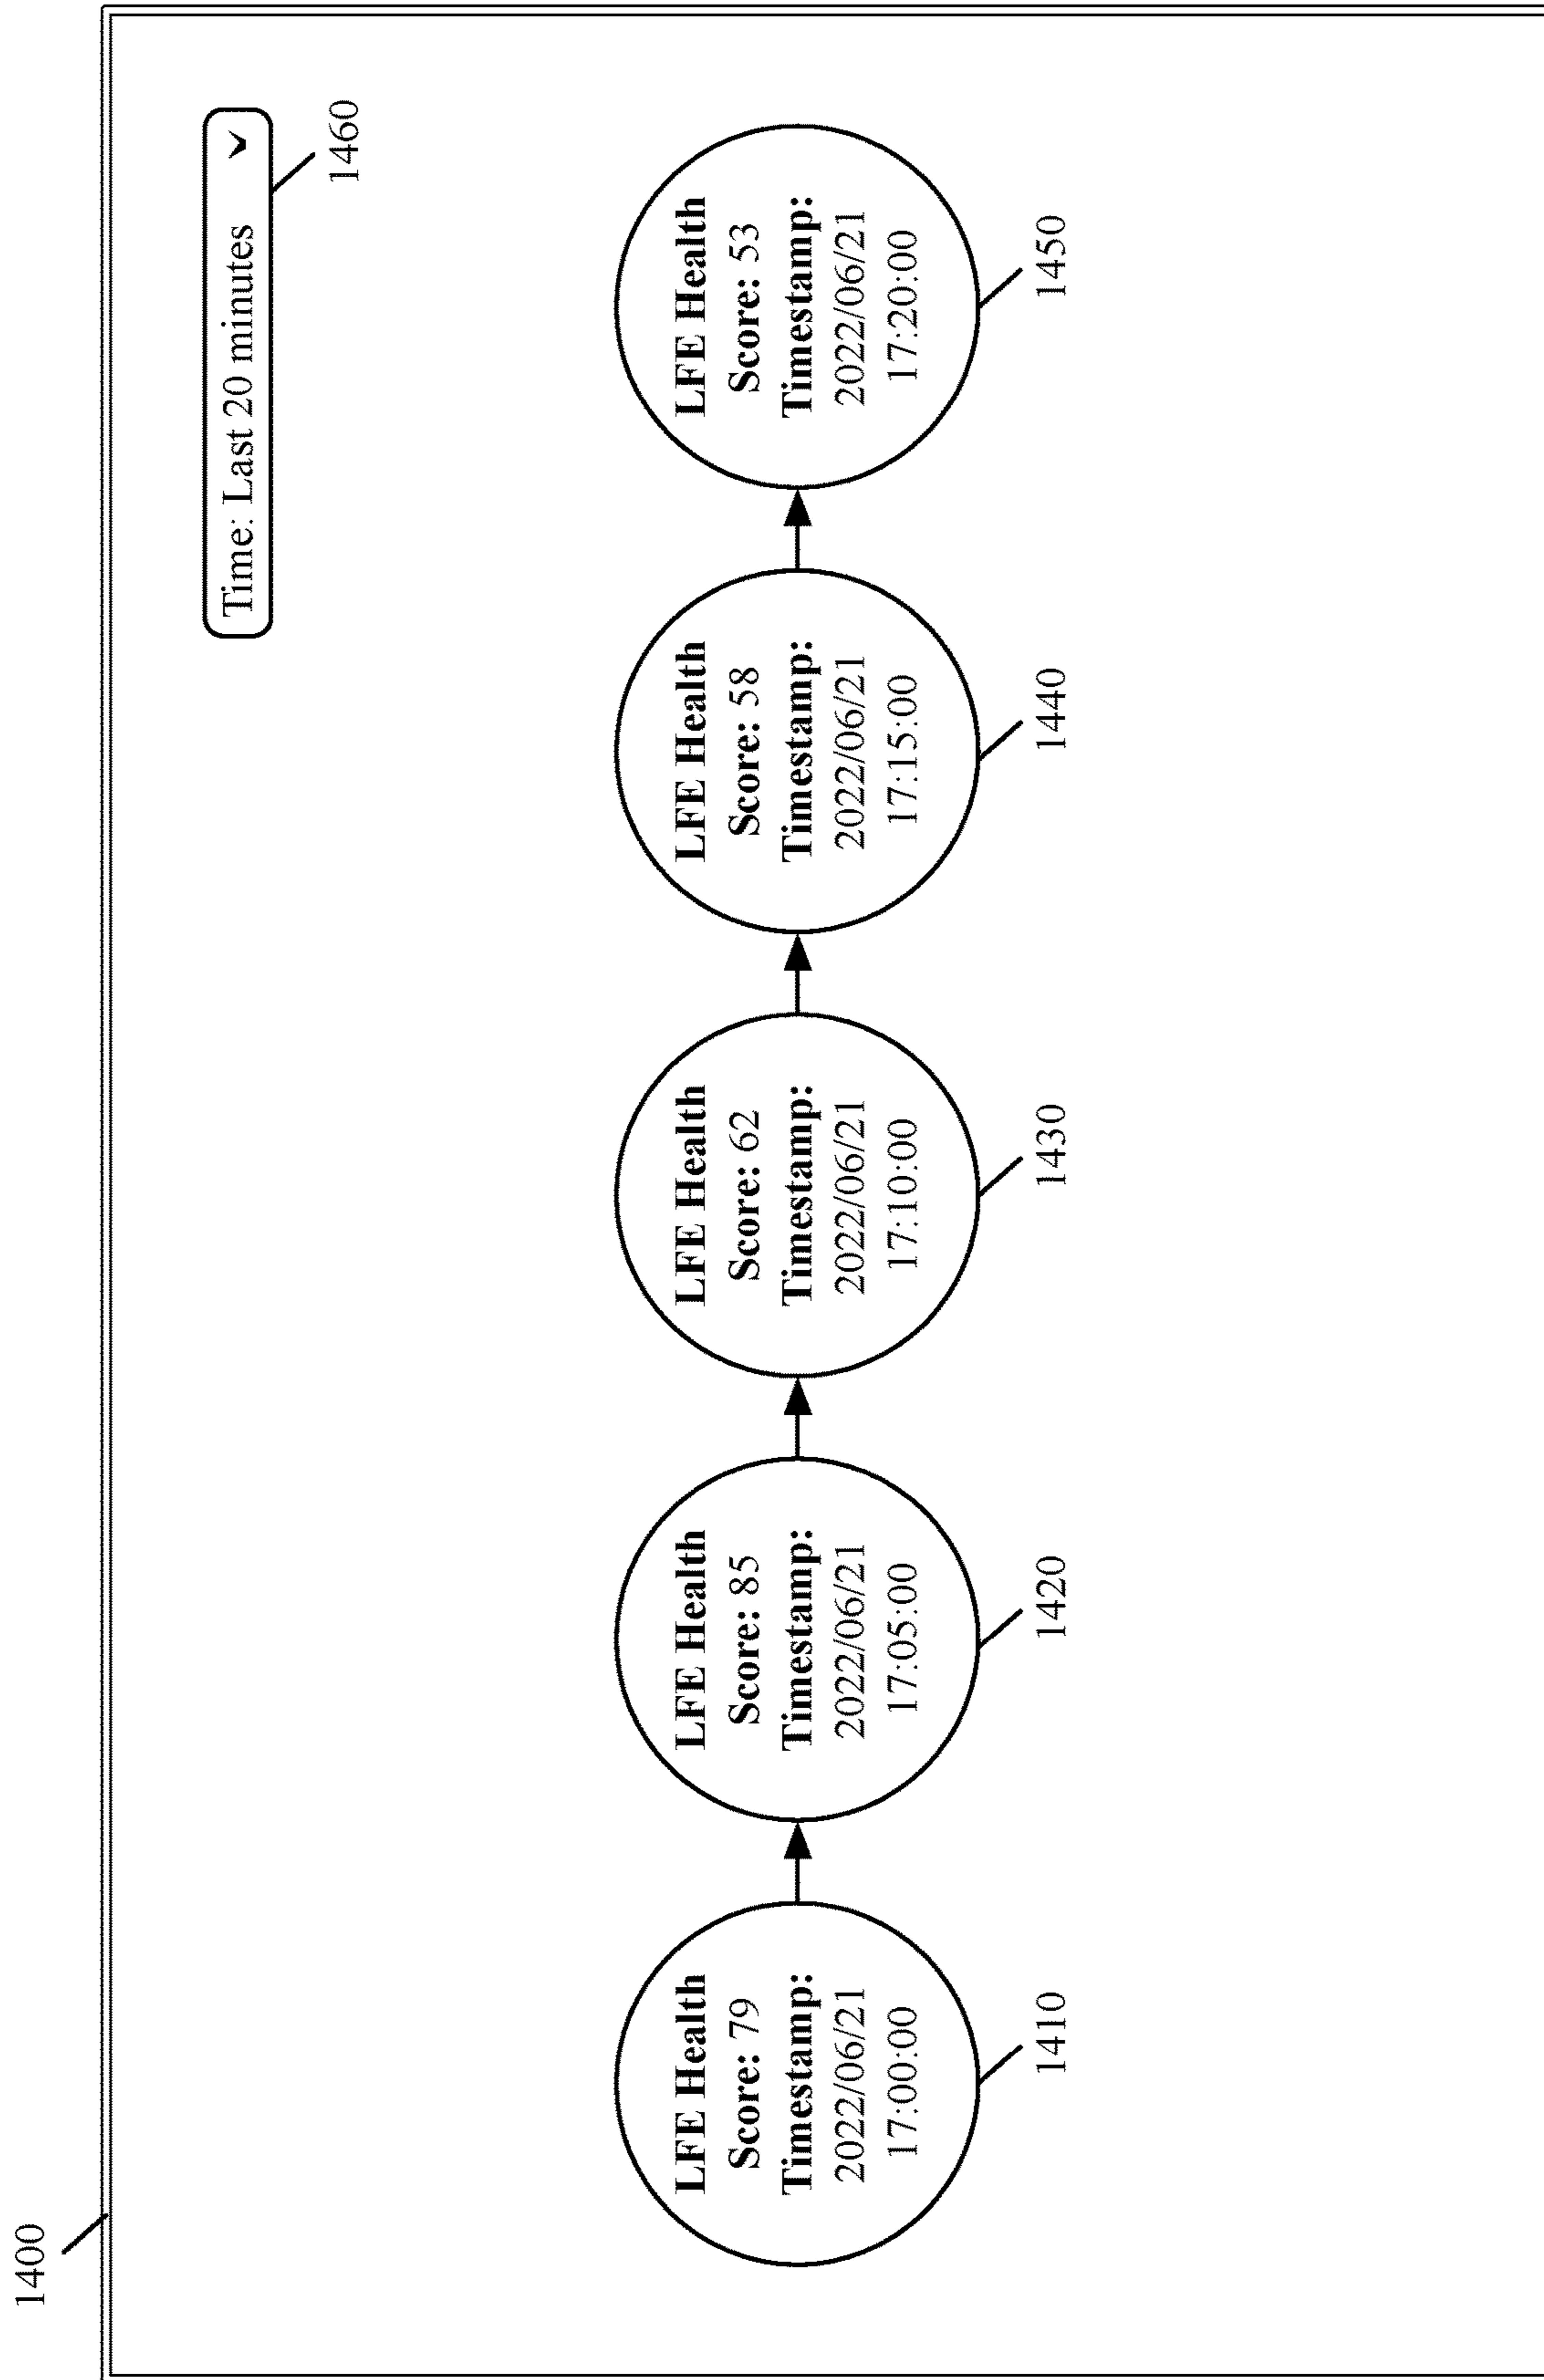 1400
Time: Last 20 minutes
1460
LFE Health
Score: 79
Timestamp:
2022/06/21
17:00:00
1410
LFE Health
Score: 85
Timestamp:
2022/06/21
17:05:00
1420
LFE Health
Score: 62
Timestamp:
2022/06/21
17:10:00
1430
LFE Health
Score: 58
Timestamp:
2022/06/21
17:15:00
1440
LFE Health
Score: 53
Timestamp:
2022/06/21
17:20:00
1450